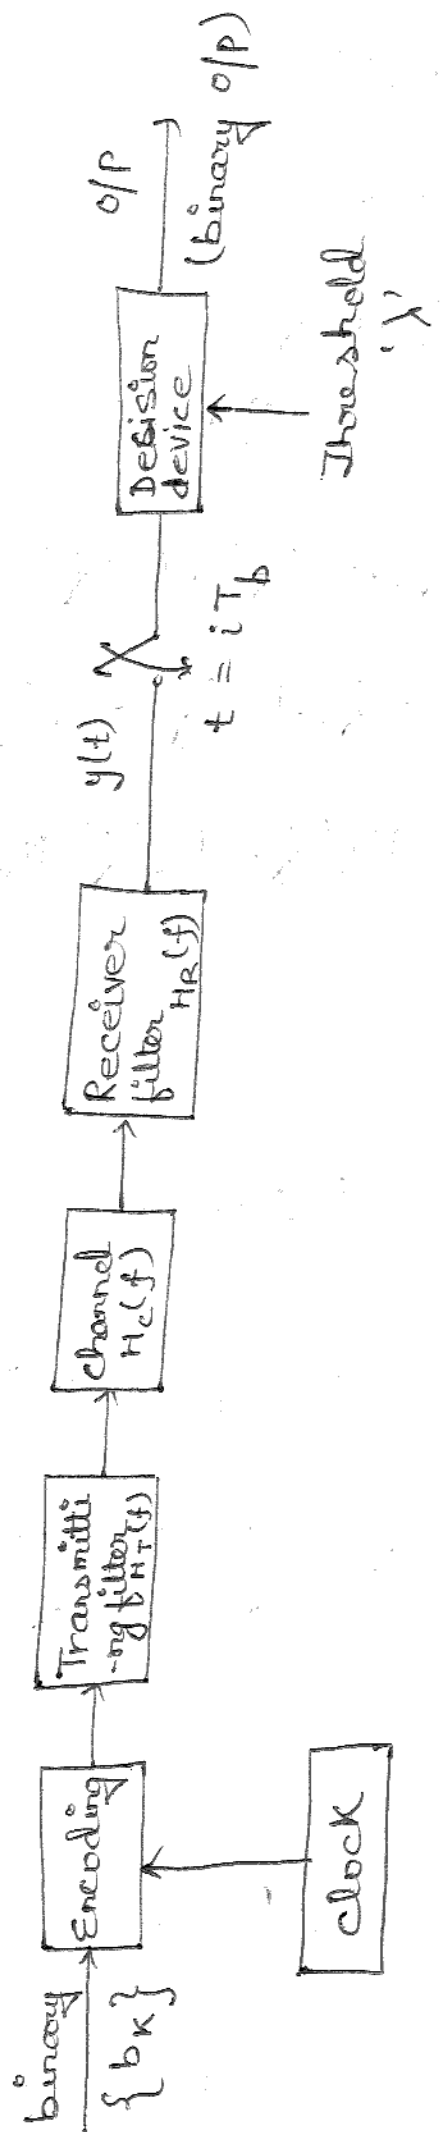 binary
{bK}
Encoding
Clock
Transmitti
-ng filter
HT(f)
channel
Hc(f)
Receiver
filter
HR(f)
y(t)
t = iTb
Decision
device
Threshold
'λ'
O/P
(binary O/P)